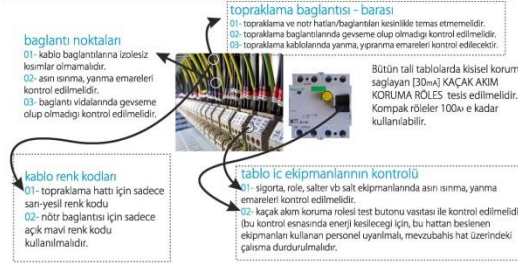 topraklama baglantısı - barası
01- topraklama ve notr hatları/baglantıları kesinlikle temas etmemelidir.
02- topraklama baglantılarında gevseme olup olmadıgı kontrol edilmelidir.
03- topraklama kablolarında yanma, yıpranma emareleri kontrol edilecektir.
baglantı noktaları
01- kablo baglantılarına izolesiz
kısımlar olmamalıdır.
02- asırı ısınma, yanma emareleri
kontrol edilmelidir.
03- baglantı vidalarında gevseme
olup olmadıgı kontrol edilmelidir.
Bütün tali tablolarda kisisel korum
saglayan [30mA] KAÇAK AKIM
KORUMA RÖLES tesis edilmelidir.
Kompak röleler 100A e kadar
kullanılabilir.
kablo renk kodları
01- topraklama hattı için sadece
sarı-yesil renk kodu
02- nötr baglantısı için sadece
açık mavi renk kodu
kullanılmalıdır.
tablo ic ekipmanlarının kontrolü
01- sigorta, role, salter vb salt ekipmanlarında asırı ısınma, yanma
emareleri kontrol edilmelidir.
02- kaçak akım koruma rolesi test butonu vasıtası ile kontrol edilmelid
(bu kontrol esnasında enerji kesilecegi için, bu hattan beslenen
ekipmanları kullanan personel uyarılmalı, mevzubahis hat üzerindeki
çalısma durdurulmalıdır.